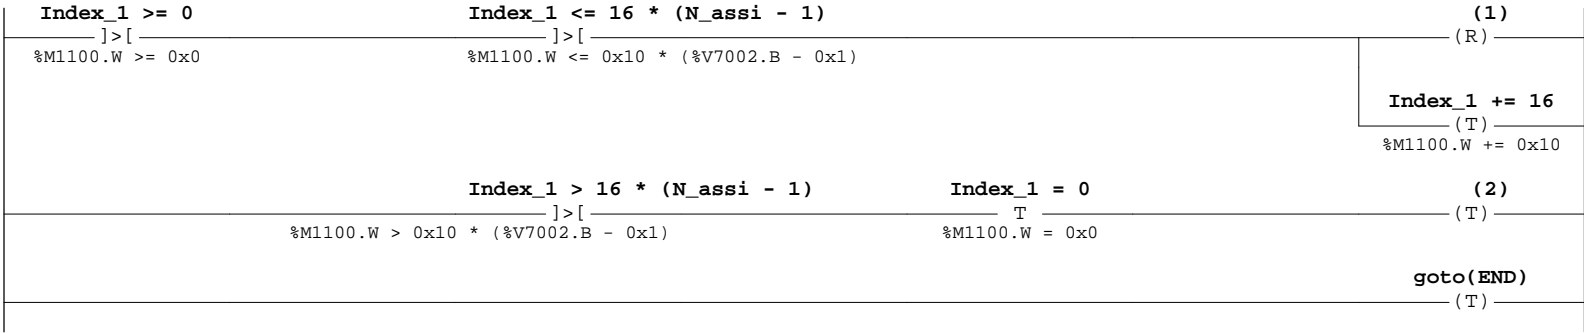 Index_1 >= 0 Index_1 <= 16 * (N_assi - 1) (1)
]>[ ]>[ (R)
%M1100.W >= 0x0 %M1100.W <= 0x10 * (%V7002.B - 0x1)
Index_1 += 16
(T)
%M1100.W += 0x10
Index_1 > 16 * (N_assi - 1) Index_1 = 0 (2)
]>[ T (T)
%M1100.W > 0x10 * (%V7002.B - 0x1) %M1100.W = 0x0
goto(END)
(T)